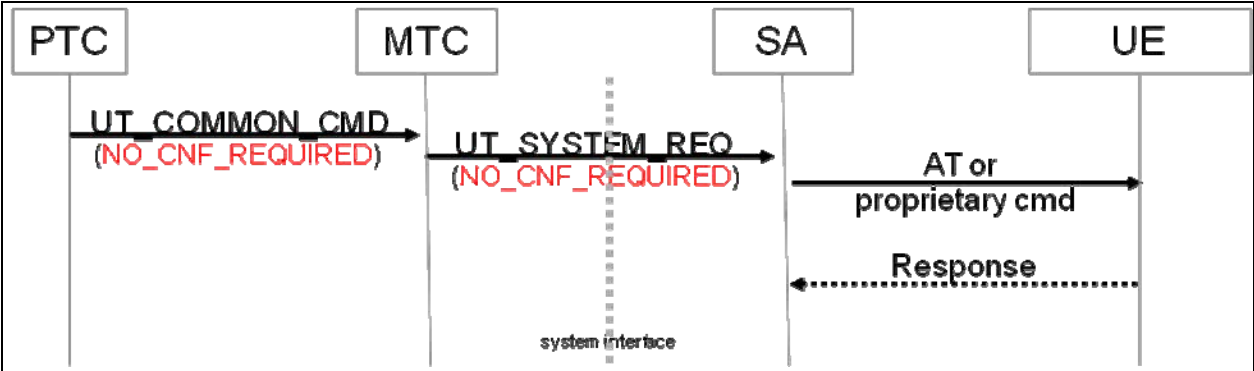 PTC
MTC
SA
UE
UT_COMMON_CMD
(NO_CNF_REQUIRED)
UT_SYSTEM_REQ
(NO_CNF_REQUIRED)
AT or
proprietary cmd
Response
system interface